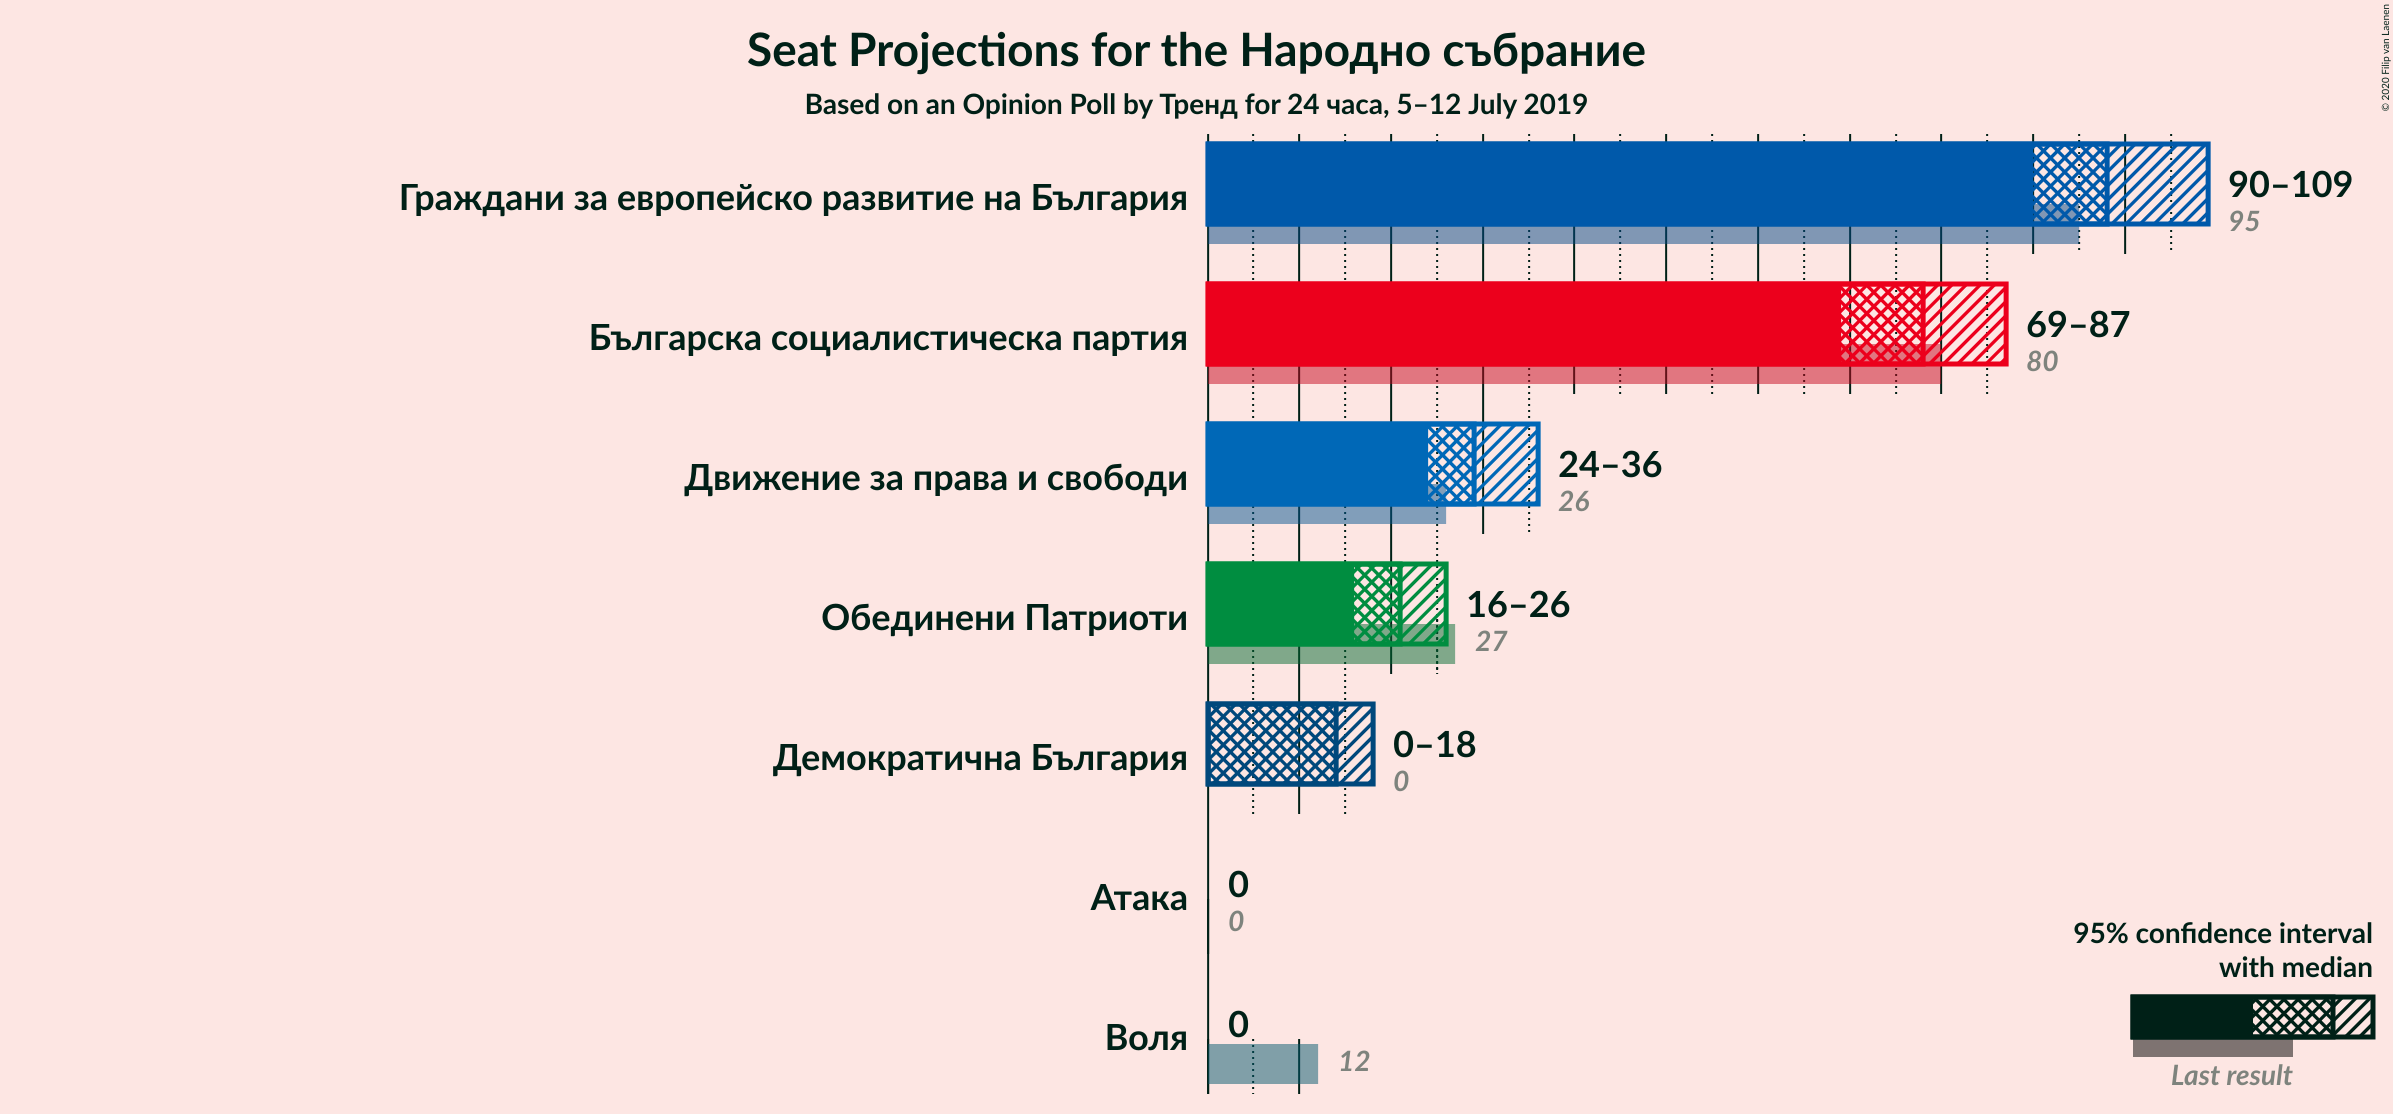 Seat Projections for the Народно събрание
Based on an Opinion Poll by Тренд for 24 часа, 5–12 July 2019
© 2020 Filip van Laenen
Граждани за европейско развитие на България
90–109
95
Българска социалистическа партия
69–87
80
Движение за права и свободи
24–36
26
Обединени Патриоти
16–26
27
Демократична България
0–18
0
Атака
0
0
Воля
0
12
95% confidence interval
with median
Last result